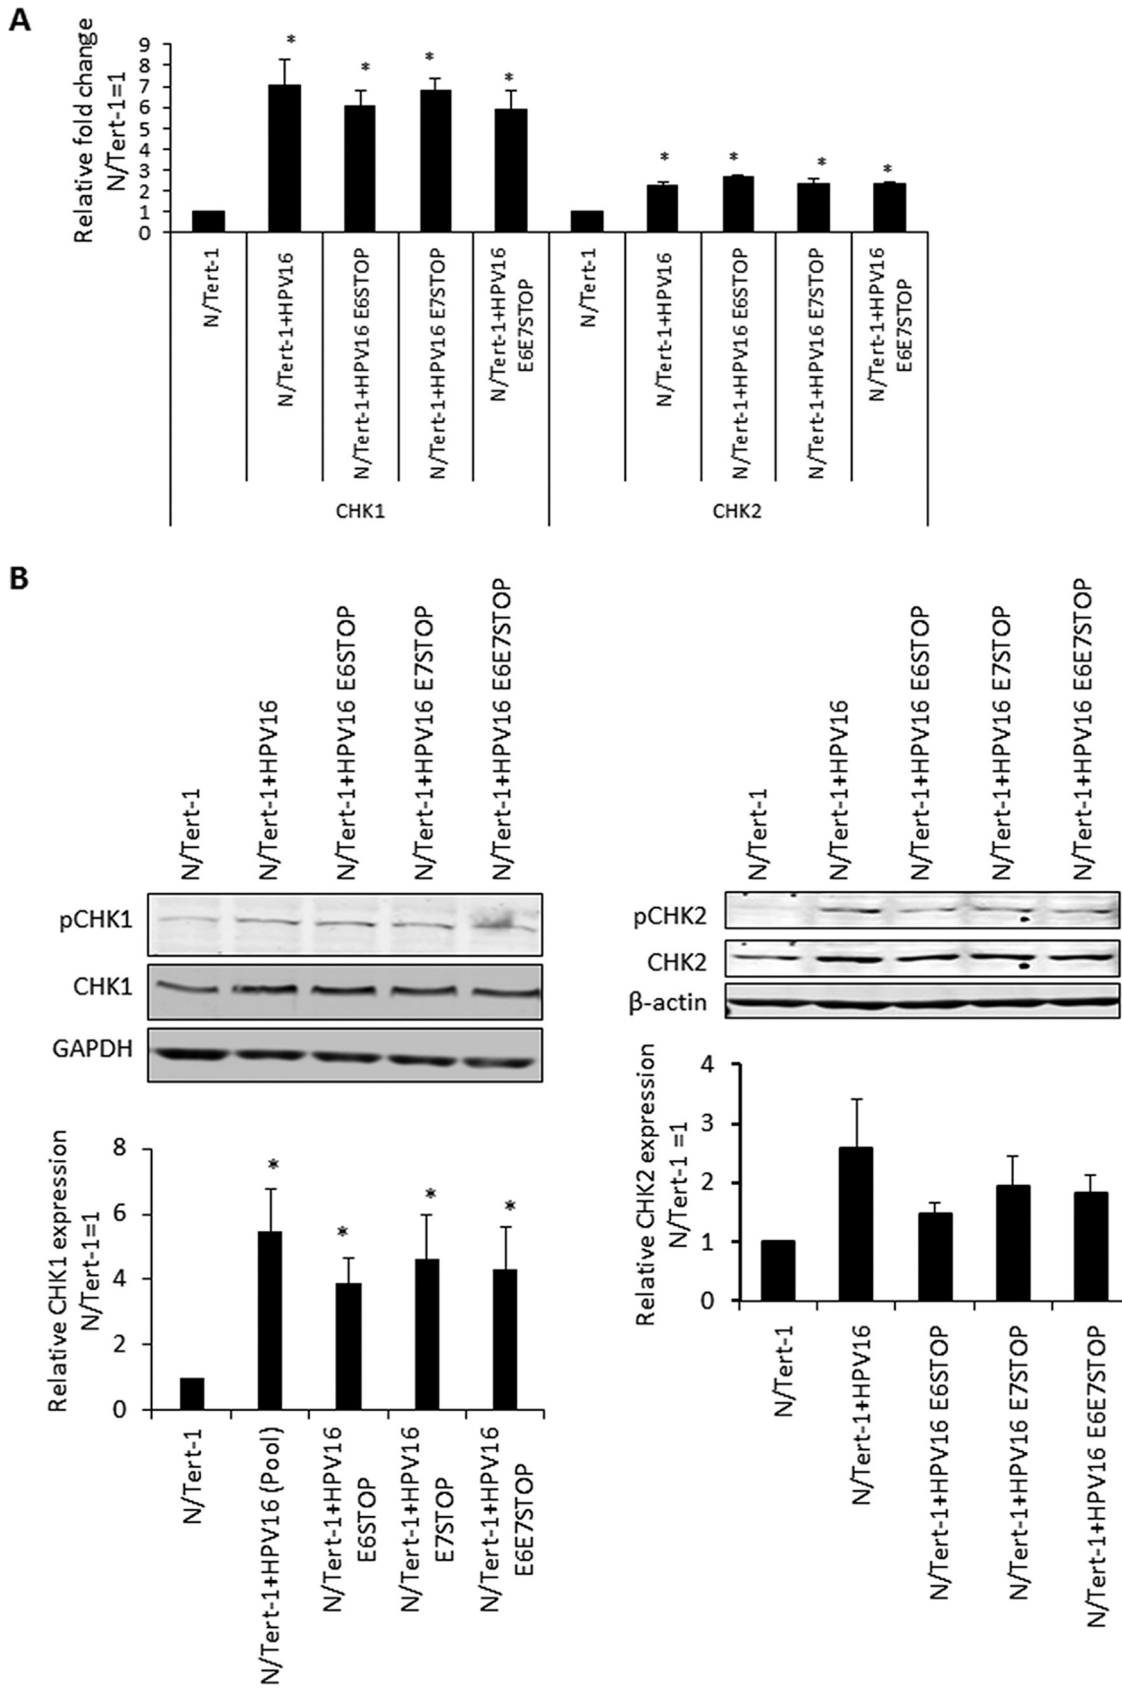 A
Relative fold change
N/Tert-1=1
9
8
7
6
5
4
3
2
1
0
* * * * * * * *
N/Tert-1
N/Tert-1+HPV16
N/Tert-1+HPV16 E6STOP
N/Tert-1+HPV16 E7STOP
N/Tert-1+HPV16
E6E7STOP
N/Tert-1
N/Tert-1+HPV16
N/Tert-1+HPV16 E6STOP
N/Tert-1+HPV16 E7STOP
N/Tert-1+HPV16
E6E7STOP
CHK1
CHK2
B
N/Tert-1
N/Tert-1+HPV16
N/Tert-1+HPV16 E6STOP
N/Tert-1+HPV16 E7STOP
N/Tert-1+HPV16 E6E7STOP
pCHK1
CHK1
GAPDH
Relative CHK1 expression
N/Tert-1=1
8
6
4
2
0
* * * *
N/Tert-1
N/Tert-1+HPV16 (Pool)
N/Tert-1+HPV16
E6STOP
N/Tert-1+HPV16
E7STOP
N/Tert-1+HPV16
E6E7STOP
N/Tert-1
N/Tert-1+HPV16
N/Tert-1+HPV16 E6STOP
N/Tert-1+HPV16 E7STOP
N/Tert-1+HPV16 E6E7STOP
pCHK2
CHK2
β-actin
Relative CHK2 expression
N/Tert-1 =1
4
3
2
1
0
N/Tert-1
N/Tert-1+HPV16
N/Tert-1+HPV16 E6STOP
N/Tert-1+HPV16 E7STOP
N/Tert-1+HPV16 E6E7STOP